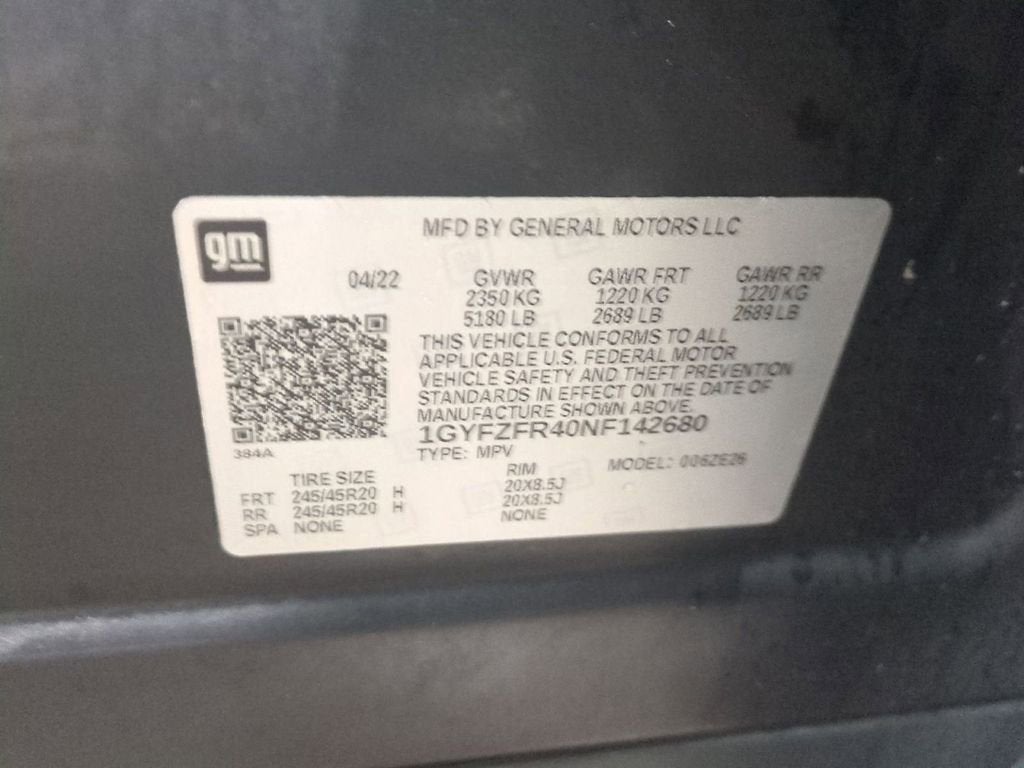 gm
MFD BY GENERAL MOTORS LLC
04/22 GVWR GAWR FRT GAWR RR
2350 KG 1220 KG 1220 KG
5180 LB 2689 LB 2689 LB
THIS VEHICLE CONFORMS TO ALL
APPLICABLE U.S. FEDERAL MOTOR
VEHICLE SAFETY AND THEFT PREVENTION
STANDARDS IN EFFECT ON THE DATE OF
MANUFACTURE SHOWN ABOVE.
1GYFZFR40NF142680
384A
TYPE: MPV
MODEL: 006ZE26
TIRE SIZE RIM
FRT 245/45R20 H 20X8.5J
RR 245/45R20 H 20X8.5J
SPA NONE NONE